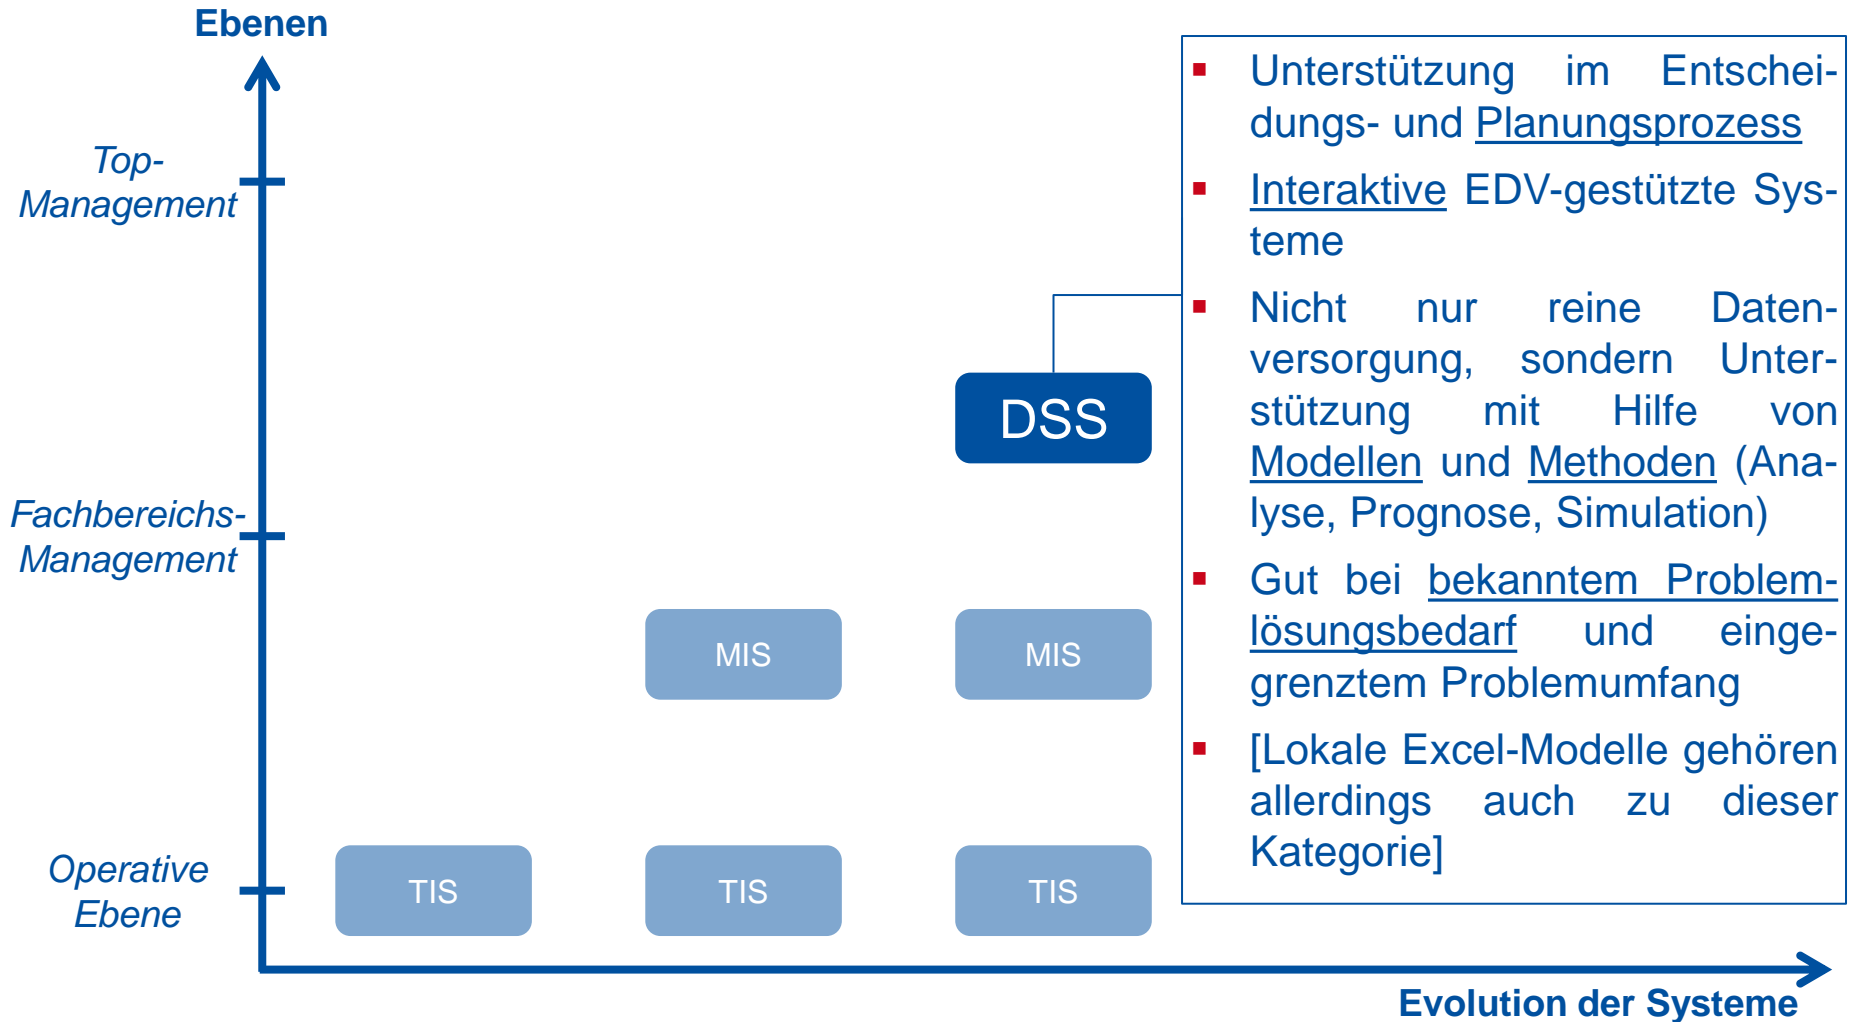 Ebenen
Top-
Management
Fachbereichs-
Management
Operative
Ebene
DSS
MIS
MIS
TIS
TIS
TIS
Unterstützung im Entschei-
dungs- und Planungsprozess
Interaktive EDV-gestützte Sys-
teme
Nicht nur reine Daten-
versorgung, sondern Unter-
stützung mit Hilfe von
Modellen und Methoden (Ana-
lyse, Prognose, Simulation)
Gut bei bekanntem Problem-
lösungsbedarf und einge-
grenztem Problemumfang
[Lokale Excel-Modelle gehören
allerdings auch zu dieser
Kategorie]
Evolution der Systeme